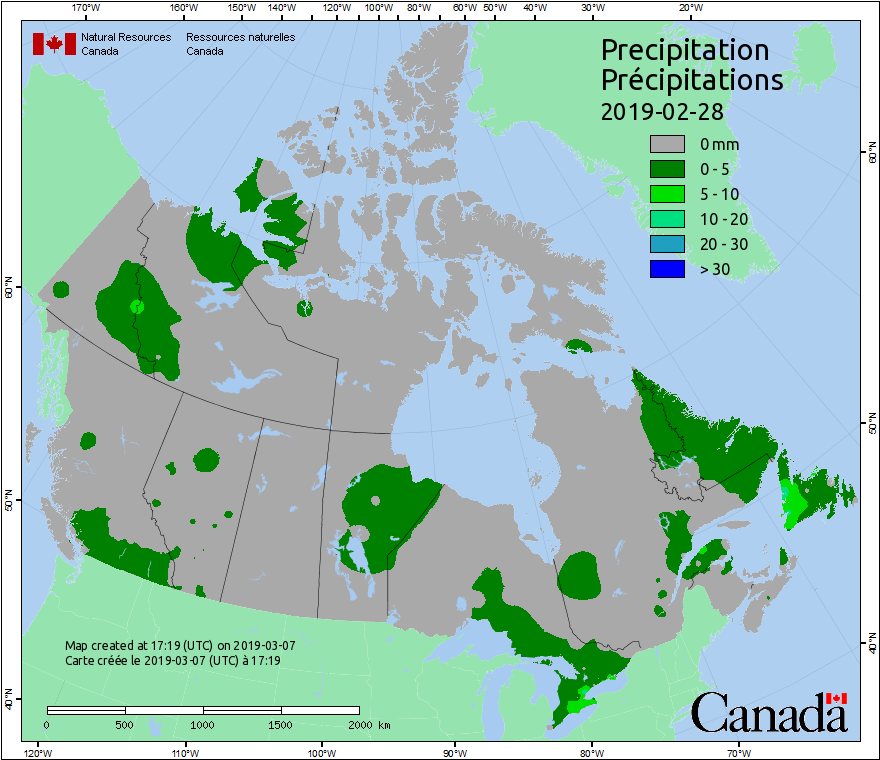 170°W 160°W 150°W 140°W 120°W 110°W 100°W 90°W 80°W 60°W 50°W 40°W 30°W 20°W
Natural Resources Canada
Ressources naturelles Canada
Precipitation
Précipitations
2019-02-28
0 mm
0 - 5
5 - 10
10 - 20
20 - 30
> 30
60°N
60°N
50°N
50°N
40°N
40°N
Map created at 17:19 (UTC) on 2019-03-07
Carte créée le 2019-03-07 (UTC) à 17:19
0 500 1000 1500 2000 km
Canada
120°W 110°W 100°W 90°W 80°W 70°W